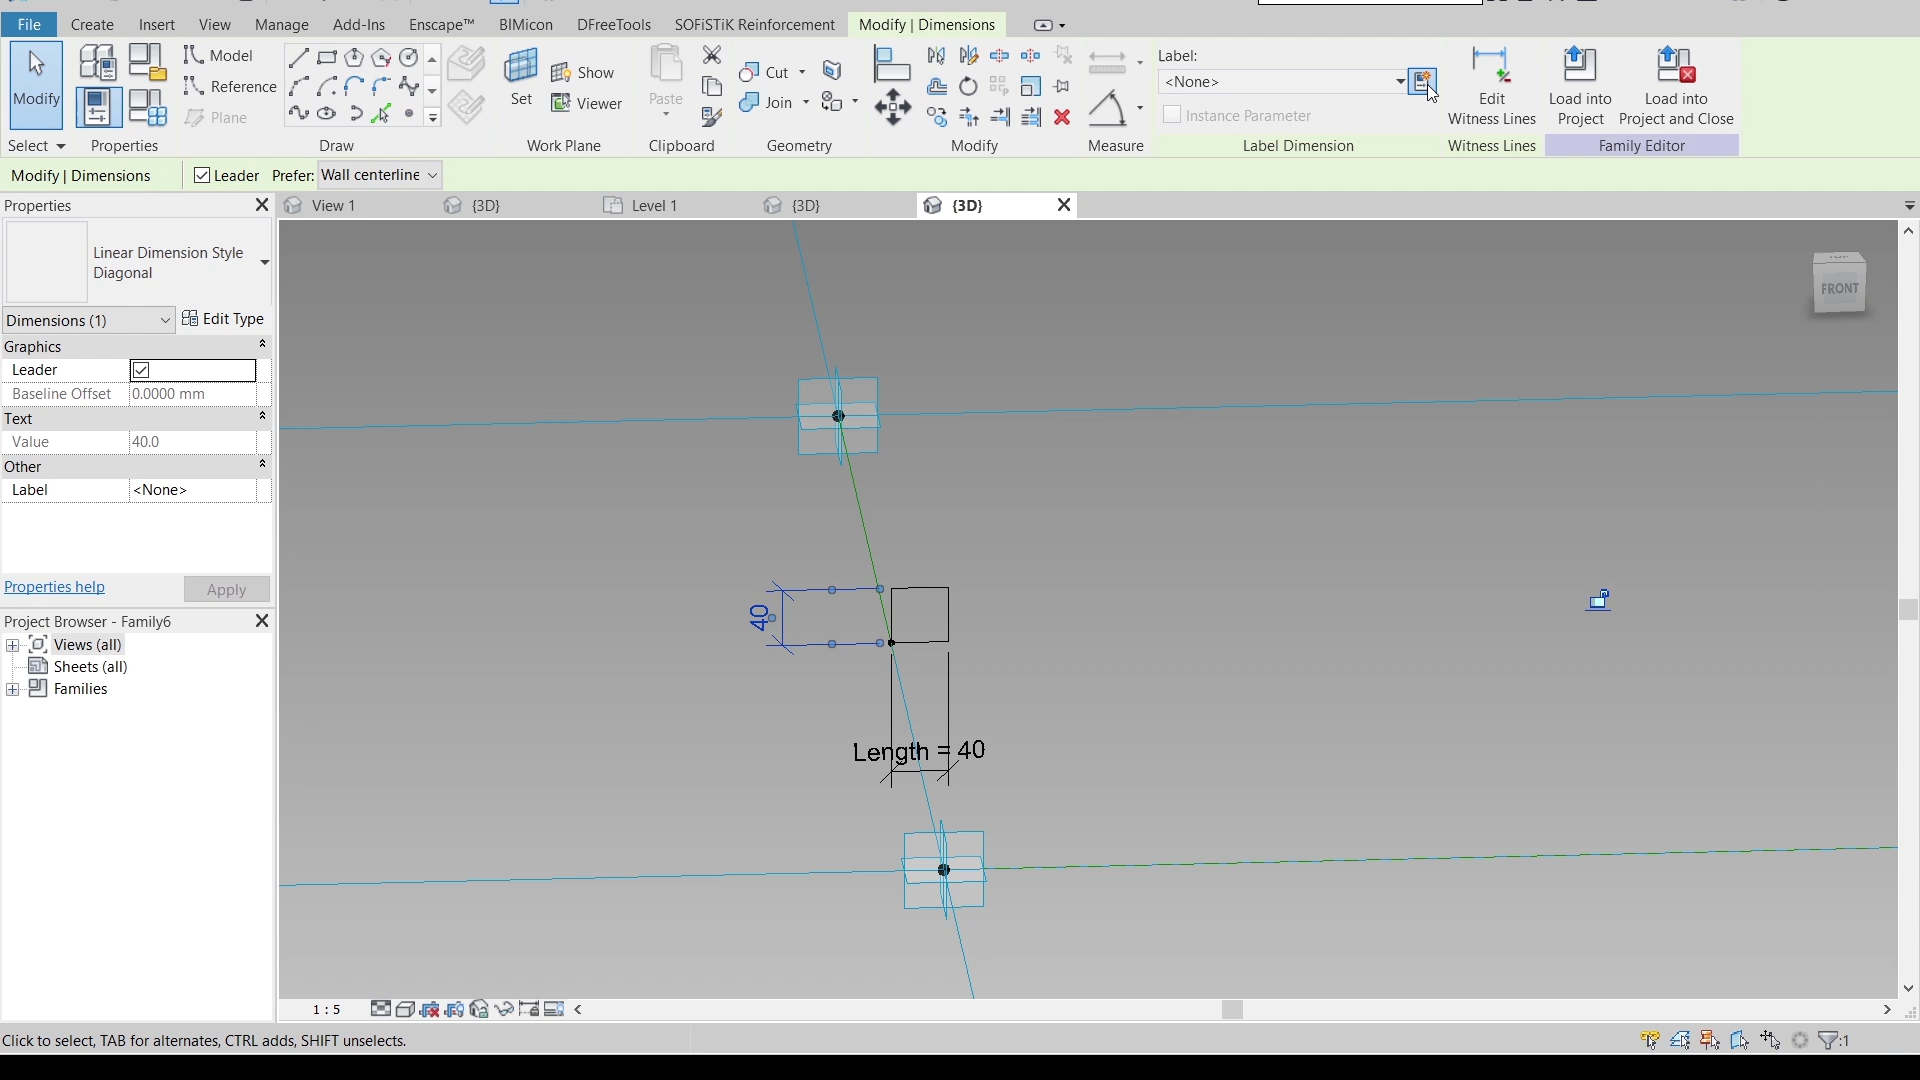 File Create Insert View Manage Add-Ins Enscape™ BIMicon DFreeTools SOFiSTiK Reinforcement Modify | Dimensions
Modify
Select
Properties
Model
Reference
Plane
Draw
Set
Show
Viewer
Work Plane
Paste
Clipboard
Cut
Join
Geometry
Modify
Measure
Label:
<None>
Instance Parameter
Label Dimension
Edit
Witness Lines
Witness Lines
Load into
Project
Load into
Project and Close
Family Editor
Modify | Dimensions Leader Prefer: Wall centerline
Properties
View 1 {3D} Level 1 {3D} {3D}
Linear Dimension Style
Diagonal
Dimensions (1) Edit Type
Graphics
Leader
Baseline Offset 0.0000 mm
Text
Value 40.0
Other
Label <None>
Properties help Apply
Project Browser - Family6
Views (all)
Sheets (all)
Families
FRONT
40
Length = 40
1 : 5
Click to select, TAB for alternates, CTRL adds, SHIFT unselects.
:1